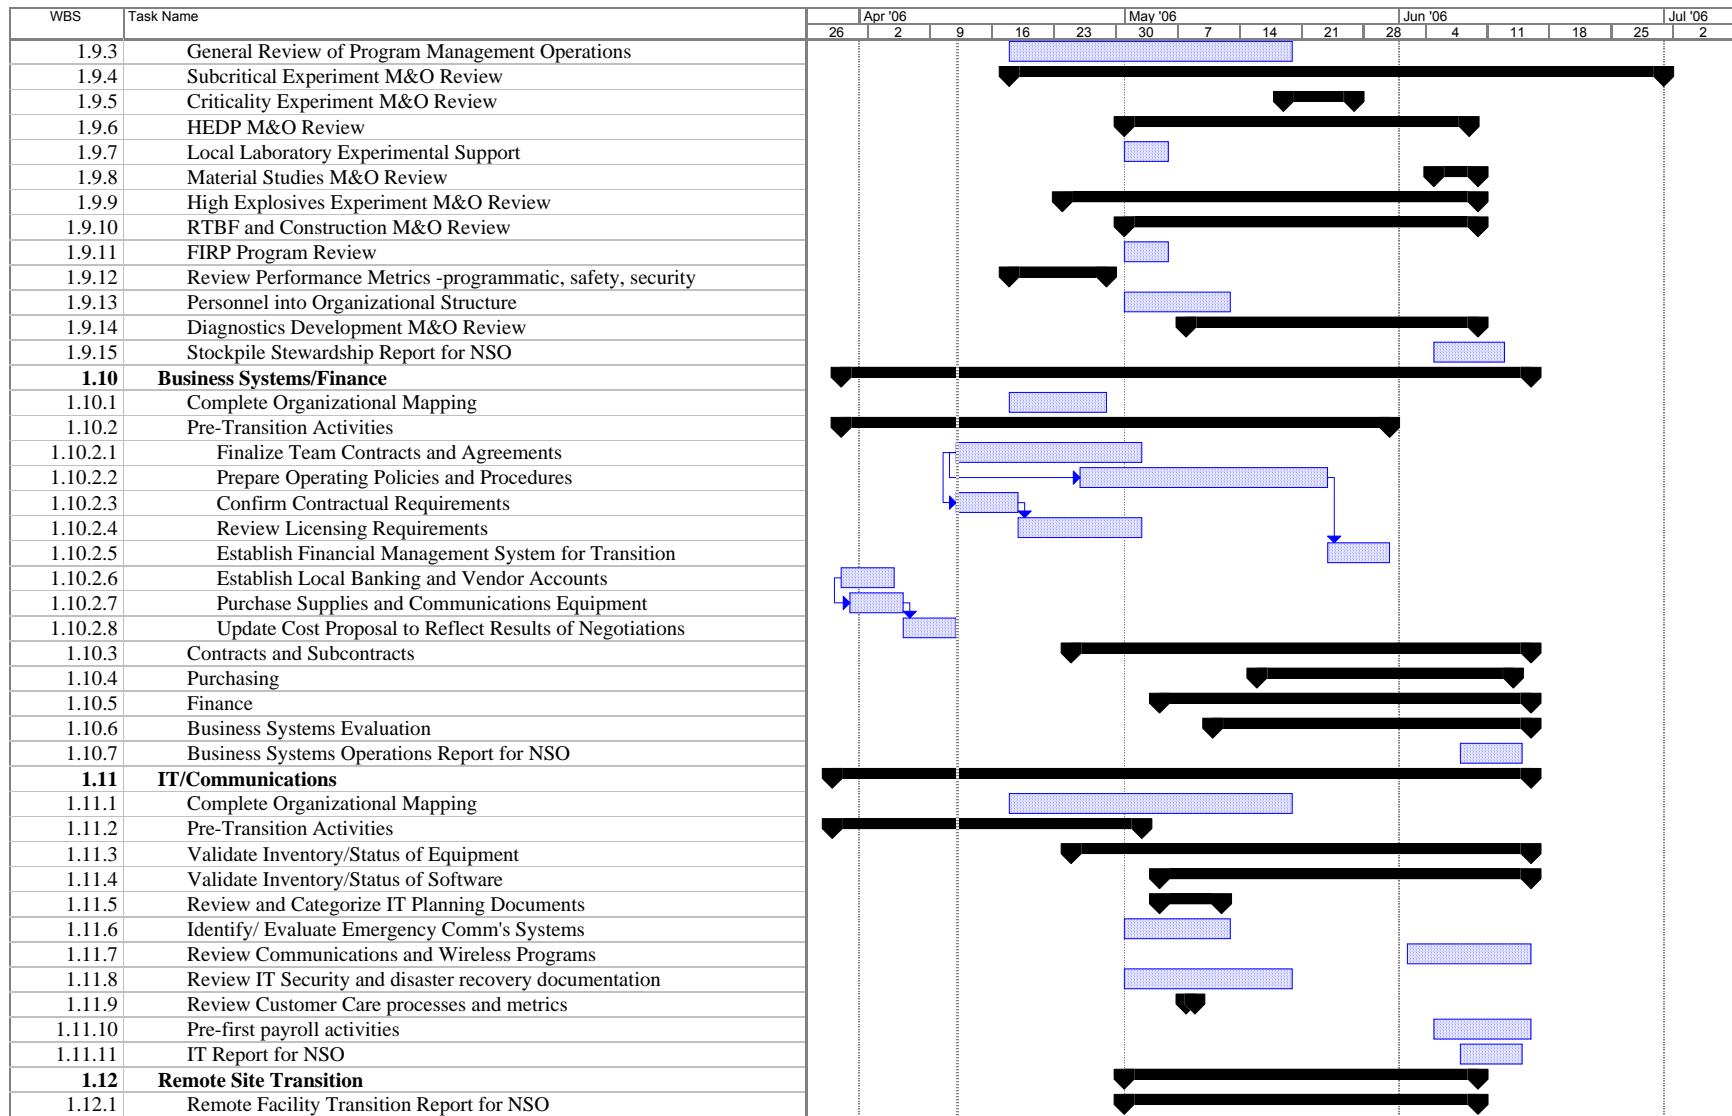 WBS Task Name Apr '06 May '06 Jun '06 Jul '06
26 2 9 16 23 30 7 14 21 28 4 11 18 25 2
1.9.3 General Review of Program Management Operations
1.9.4 Subcritical Experiment M&O Review
1.9.5 Criticality Experiment M&O Review
1.9.6 HEDP M&O Review
1.9.7 Local Laboratory Experimental Support
1.9.8 Material Studies M&O Review
1.9.9 High Explosives Experiment M&O Review
1.9.10 RTBF and Construction M&O Review
1.9.11 FIRP Program Review
1.9.12 Review Performance Metrics -programmatic, safety, security
1.9.13 Personnel into Organizational Structure
1.9.14 Diagnostics Development M&O Review
1.9.15 Stockpile Stewardship Report for NSO
1.10 Business Systems/Finance
1.10.1 Complete Organizational Mapping
1.10.2 Pre-Transition Activities
1.10.2.1 Finalize Team Contracts and Agreements
1.10.2.2 Prepare Operating Policies and Procedures
1.10.2.3 Confirm Contractual Requirements
1.10.2.4 Review Licensing Requirements
1.10.2.5 Establish Financial Management System for Transition
1.10.2.6 Establish Local Banking and Vendor Accounts
1.10.2.7 Purchase Supplies and Communications Equipment
1.10.2.8 Update Cost Proposal to Reflect Results of Negotiations
1.10.3 Contracts and Subcontracts
1.10.4 Purchasing
1.10.5 Finance
1.10.6 Business Systems Evaluation
1.10.7 Business Systems Operations Report for NSO
1.11 IT/Communications
1.11.1 Complete Organizational Mapping
1.11.2 Pre-Transition Activities
1.11.3 Validate Inventory/Status of Equipment
1.11.4 Validate Inventory/Status of Software
1.11.5 Review and Categorize IT Planning Documents
1.11.6 Identify/ Evaluate Emergency Comm's Systems
1.11.7 Review Communications and Wireless Programs
1.11.8 Review IT Security and disaster recovery documentation
1.11.9 Review Customer Care processes and metrics
1.11.10 Pre-first payroll activities
1.11.11 IT Report for NSO
1.12 Remote Site Transition
1.12.1 Remote Facility Transition Report for NSO